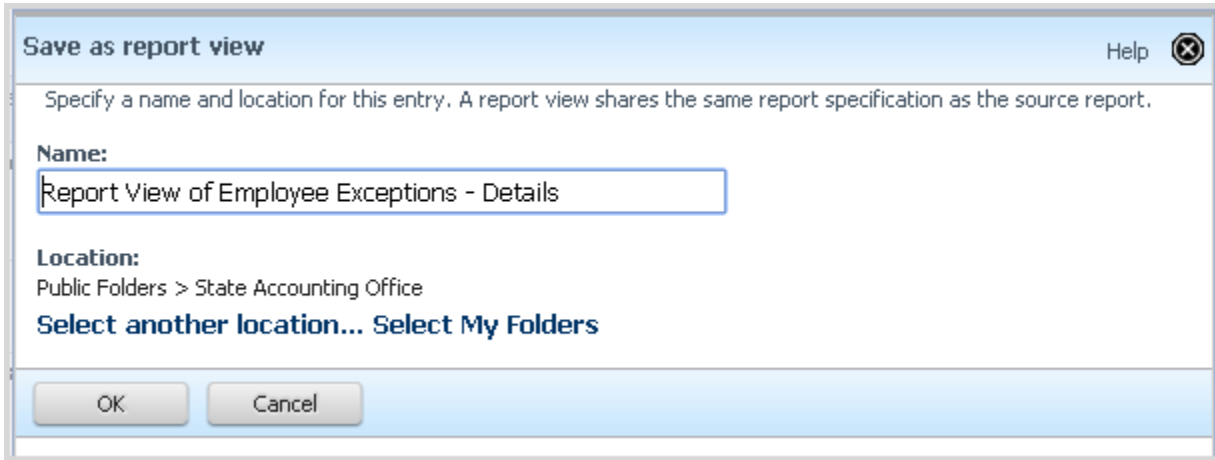 Save as report view
Help
Specify a name and location for this entry. A report view shares the same report specification as the source report.
Name:
Report View of Employee Exceptions - Details
Location:
Public Folders > State Accounting Office
Select another location... Select My Folders
OK
Cancel